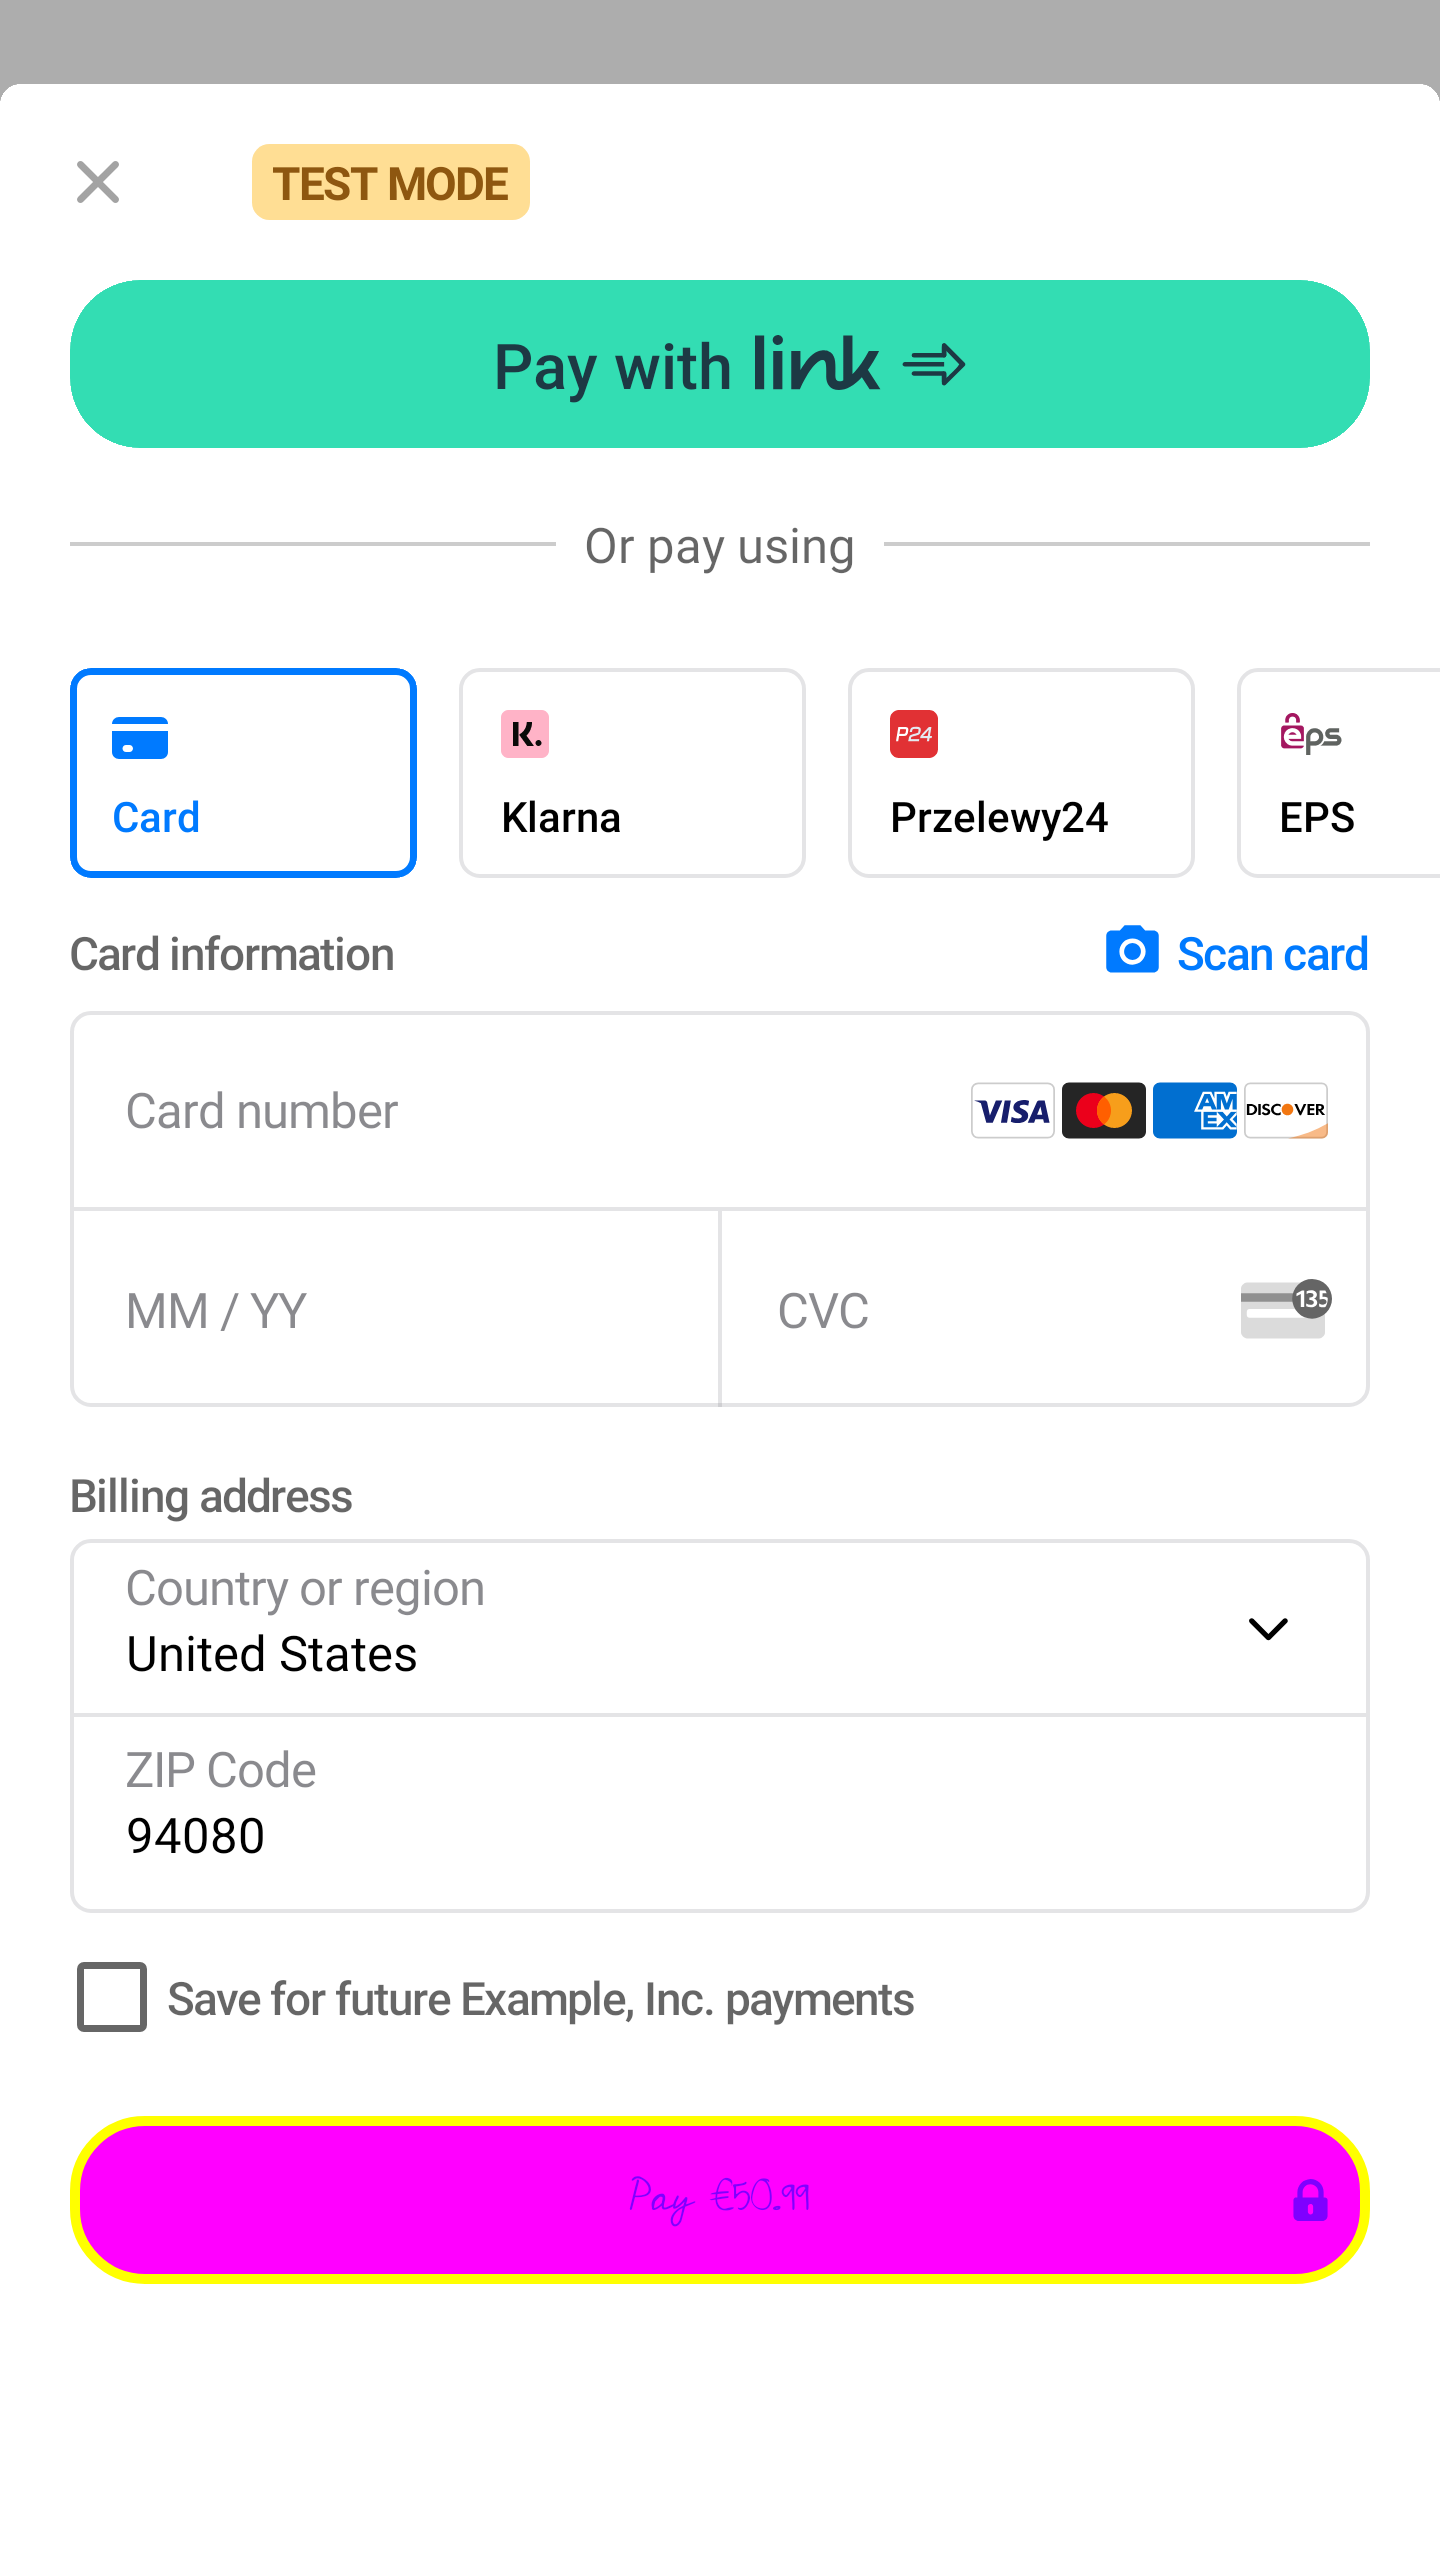 TEST MODE
Pay with link
Or pay using
K.
Card
Klarna
P24
Przelewy24
eps
EPS
Card information
Scan card
Card number
VISA
AM
EX
DISCOVER
MM / YY
CVC
135
Billing address
Country or region
United States
ZIP Code
94080
Save for future Example, Inc. payments
Pay €50.99